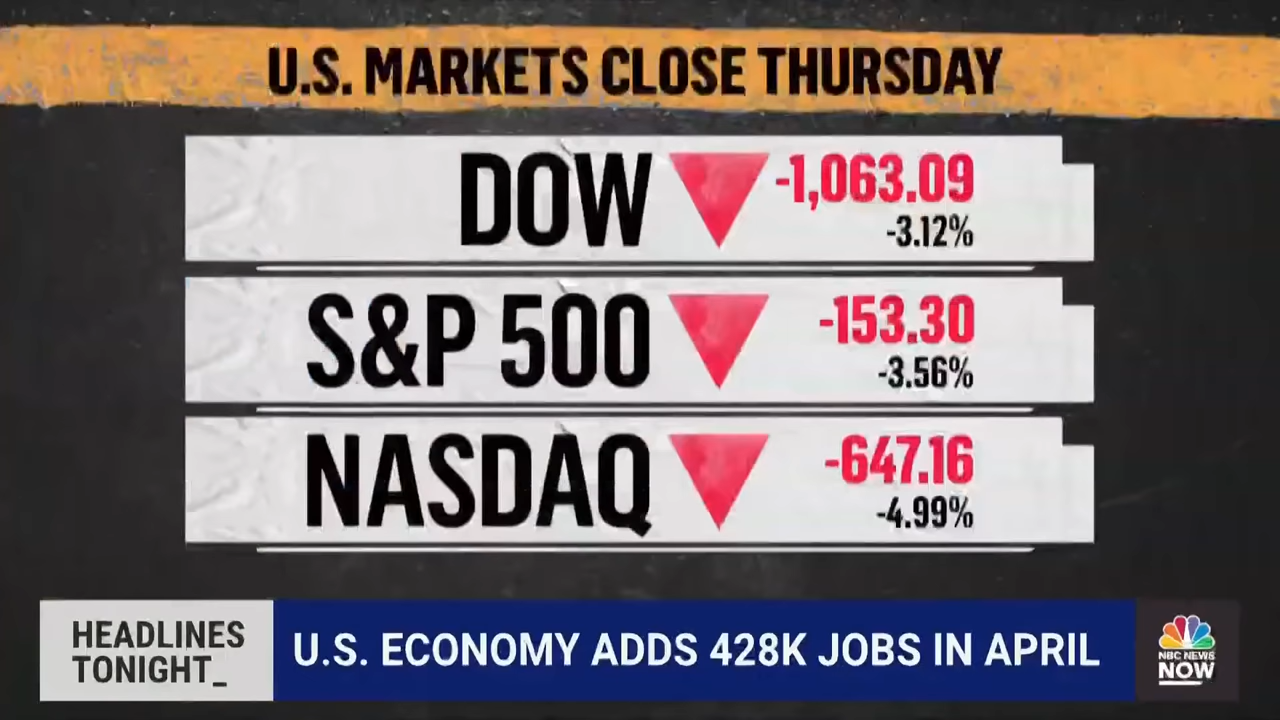 U.S. MARKETS CLOSE THURSDAY
DOW -1,063.09
-3.12%
S&P 500 -153.30
-3.56%
NASDAQ -647.16
-4.99%
HEADLINES
TONIGHT_
U.S. ECONOMY ADDS 428K JOBS IN APRIL
NBC NEWS
NOW